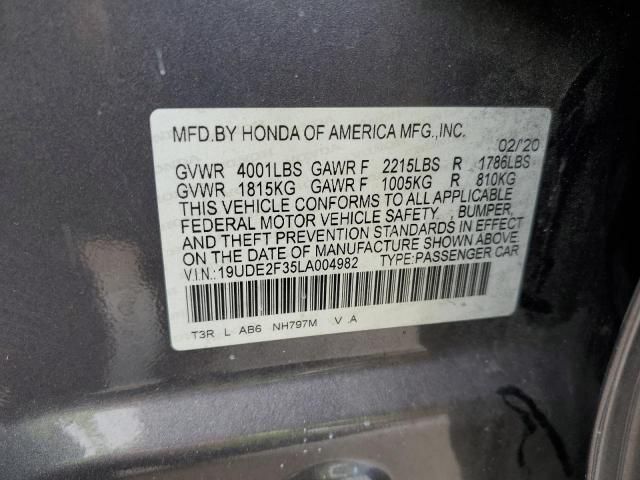 MFD.BY HONDA OF AMERICA MFG.,INC. 02/'20
GVWR 4001LBS GAWR F 2215LBS R 1786LBS
GVWR 1815KG GAWR F 1005KG R 810KG
THIS VEHICLE CONFORMS TO ALL APPLICABLE
FEDERAL MOTOR VEHICLE SAFETY, BUMPER,
AND THEFT PREVENTION STANDARDS IN EFFECT
ON THE DATE OF MANUFACTURE SHOWN ABOVE.
V.I.N.:19UDE2F35LA004982 TYPE:PASSENGER CAR
T3R L AB6 NH797M V .A